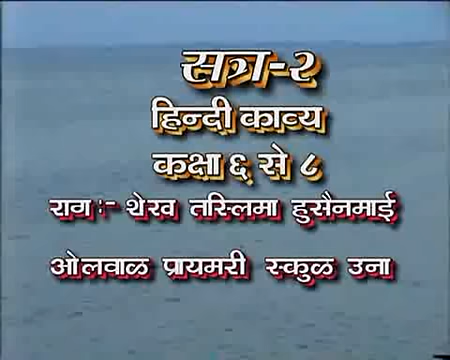 सत्र-२
हिन्दी काव्य
कक्षा ६ से ८
राग:- शेख तस्लिमा हुसैनमाई
ओलवाळ प्रायमरी स्कुळ उना